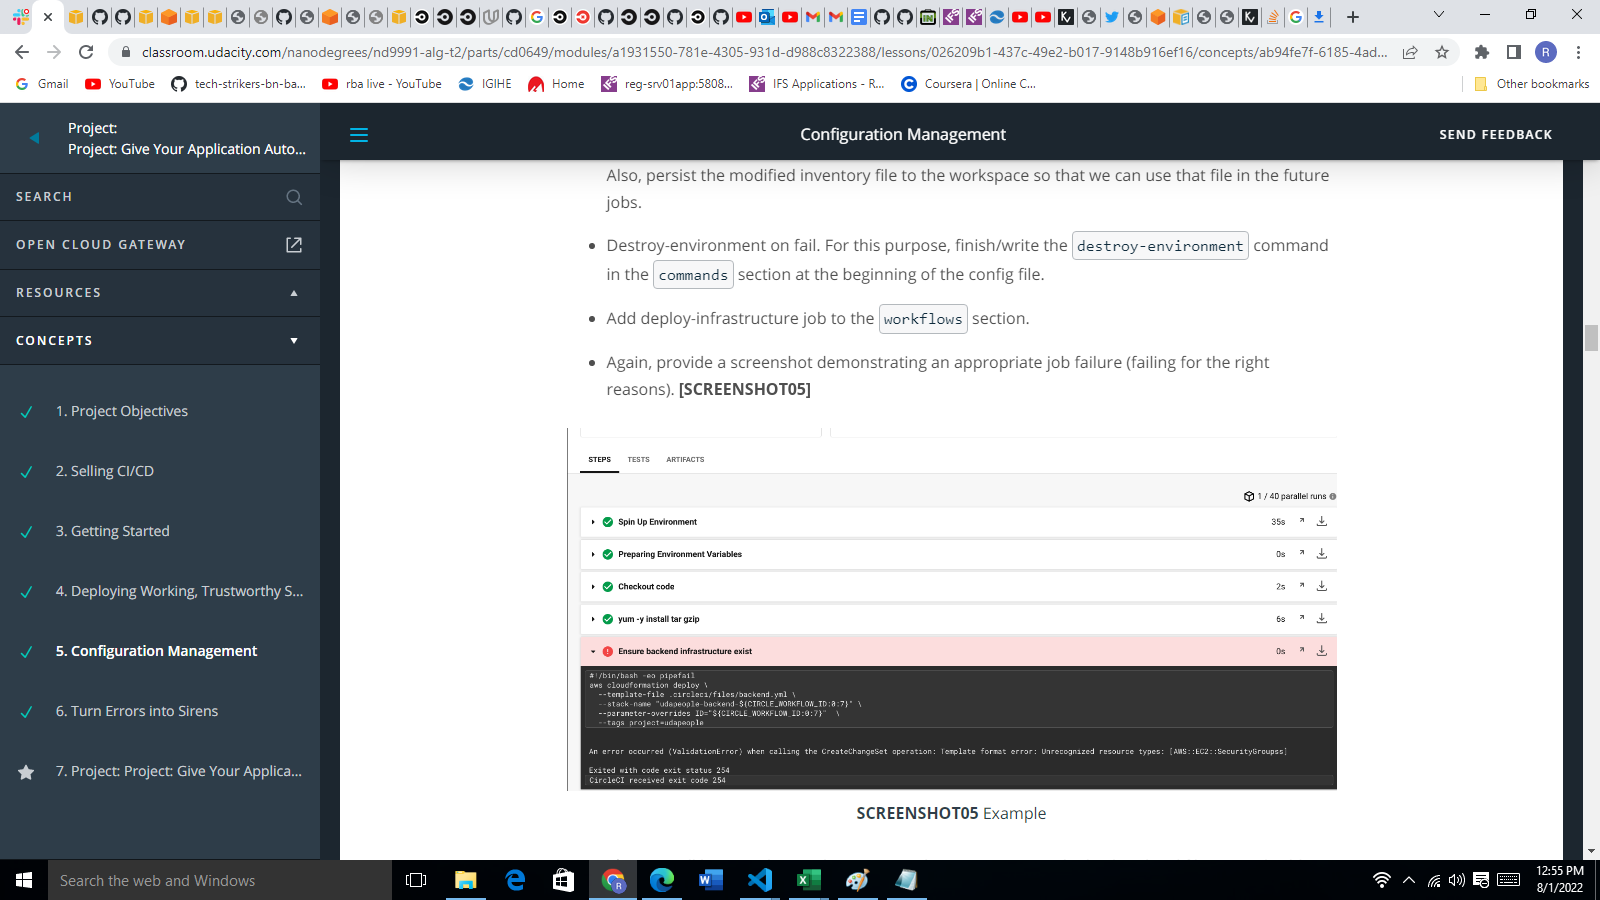 classroom.udacity.com/nanodegrees/nd9991-alg-t2/parts/cd0649/modules/a1931550-781e-4305-931d-d988c8322388/lessons/026209b1-437c-49e2-b017-9148b916ef16/concepts/ab94fe7f-6185-4ad...
R
Gmail
YouTube
tech-strikers-bn-ba...
rba live - YouTube
IGIHE
Home
reg-srv01app:5808...
IFS Applications - R...
Coursera | Online C...
Other bookmarks
Project:
Project: Give Your Application Auto...
Configuration Management
SEND FEEDBACK
SEARCH
OPEN CLOUD GATEWAY
RESOURCES
CONCEPTS
1. Project Objectives
2. Selling CI/CD
3. Getting Started
4. Deploying Working, Trustworthy S...
5. Configuration Management
6. Turn Errors into Sirens
7. Project: Project: Give Your Applica...
Also, persist the modified inventory file to the workspace so that we can use that file in the future
jobs.
Destroy-environment on fail. For this purpose, finish/write the destroy-environment command
in the commands section at the beginning of the config file.
Add deploy-infrastructure job to the workflows section.
Again, provide a screenshot demonstrating an appropriate job failure (failing for the right
reasons). [SCREENSHOT05]
STEPS TESTS ARTIFACTS
1 / 40 parallel runs
Spin Up Environment 35s
Preparing Environment Variables 0s
Checkout code 2s
yum -y install tar gzip 6s
Ensure backend infrastructure exist 0s
#!/bin/bash -eo pipefail
aws cloudformation deploy \
--template-file .circleci/files/backend.yml \
--stack-name "udapeople-backend-${CIRCLE_WORKFLOW_ID:0:7}" \
--parameter-overrides ID="${CIRCLE_WORKFLOW_ID:0:7}" \
--tags project=udapeople
An error occurred (ValidationError) when calling the CreateChangeSet operation: Template format error: Unrecognized resource types: [AWS::EC2::SecurityGroupss]
Exited with code exit status 254
CircleCI received exit code 254
SCREENSHOT05 Example
Search the web and Windows
12:55 PM
8/1/2022